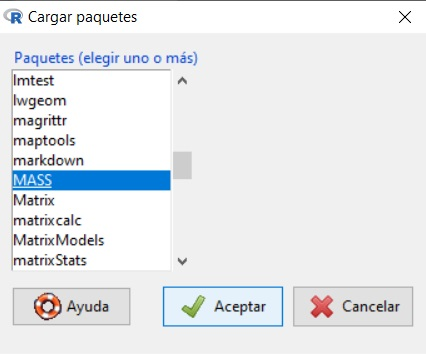 Cargar paquetes
Paquetes (elegir uno o más)
lmtest
lwgeom
magrittr
maptools
markdown
MASS
Matrix
matrixcalc
MatrixModels
matrixStats
Ayuda
Aceptar
Cancelar